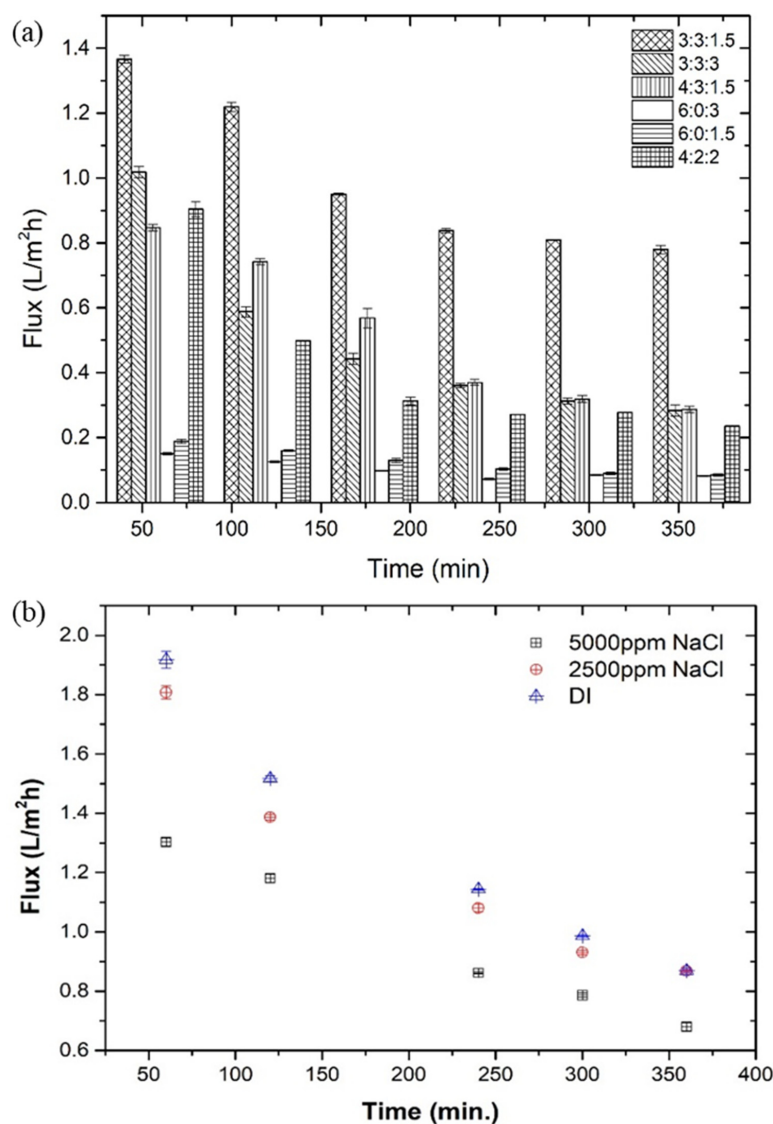 (a)
1.4
1.2
1.0
0.8
0.6
0.4
0.2
0.0
Flux (L/m²h)
3:3:1.5
3:3:3
4:3:1.5
6:0:3
6:0:1.5
4:2:2
50 100 150 200 250 300 350
Time (min)
(b)
2.0
1.8
1.6
1.4
1.2
1.0
0.8
0.6
Flux (L/m²h)
5000ppm NaCl
2500ppm NaCl
DI
50 100 150 200 250 300 350 400
Time (min.)